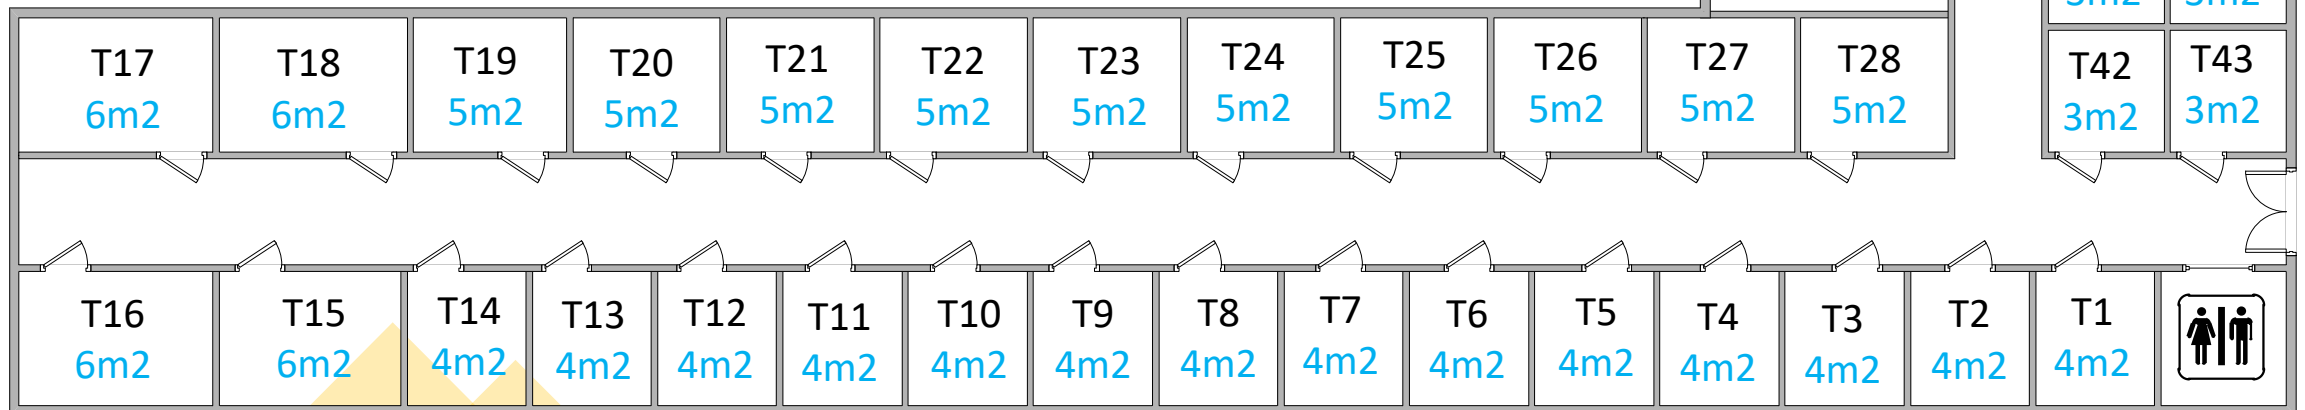 T17 T18 T19 T20 T21 T22 T23 T24 T25 T26 T27 T28 T42 T43
6m2 6m2 5m2 5m2 5m2 5m2 5m2 5m2 5m2 5m2 5m2 5m2 3m2 3m2
T16 T15 T14 T13 T12 T11 T10 T9 T8 T7 T6 T5 T4 T3 T2 T1
6m2 6m2 4m2 4m2 4m2 4m2 4m2 4m2 4m2 4m2 4m2 4m2 4m2 4m2 4m2 4m2